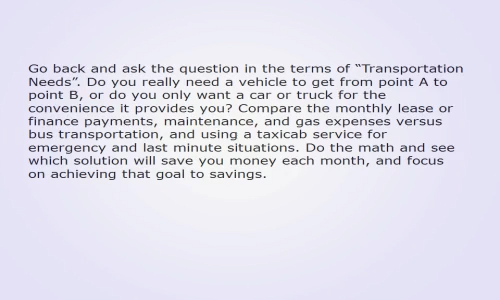 Go back and ask the question in the terms of “Transportation
Needs”. Do you really need a vehicle to get from point A to
point B, or do you only want a car or truck for the
convenience it provides you? Compare the monthly lease or
finance payments, maintenance, and gas expenses versus
bus transportation, and using a taxicab service for
emergency and last minute situations. Do the math and see
which solution will save you money each month, and focus
on achieving that goal to savings.